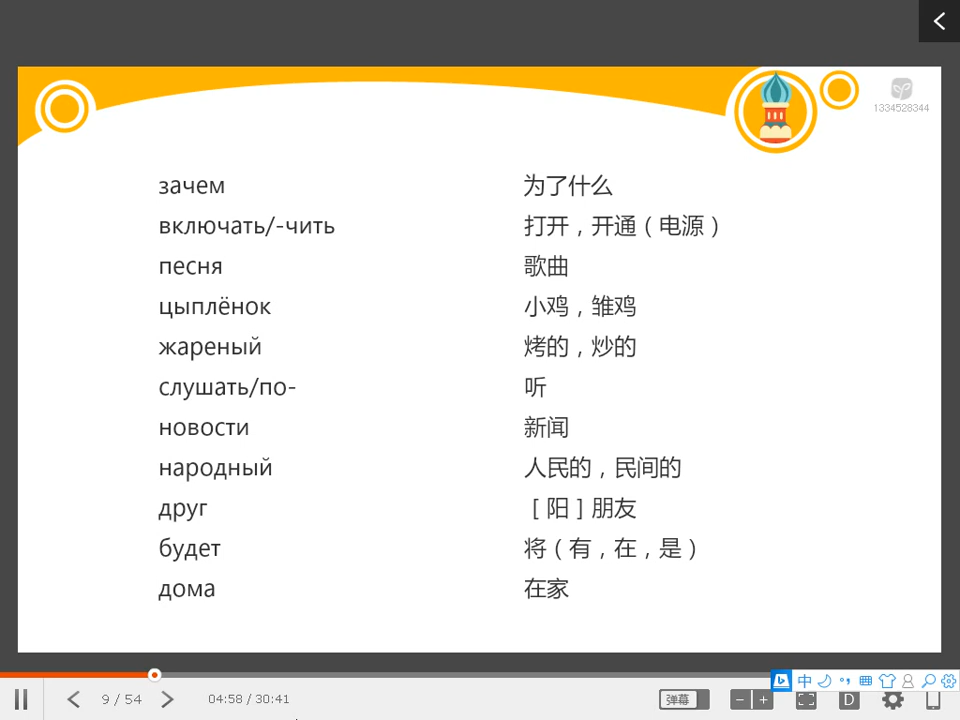 1334528344
зачем 为了什么
включать/-чить 打开，开通（电源）
песня 歌曲
цыплёнок 小鸡，雏鸡
жареный 烤的，炒的
слушать/по- 听
новости 新闻
народный 人民的，民间的
друг ［阳］朋友
будет 将（有，在，是）
дома 在家
中
9 / 54 04:58 / 30:41 弹幕 D